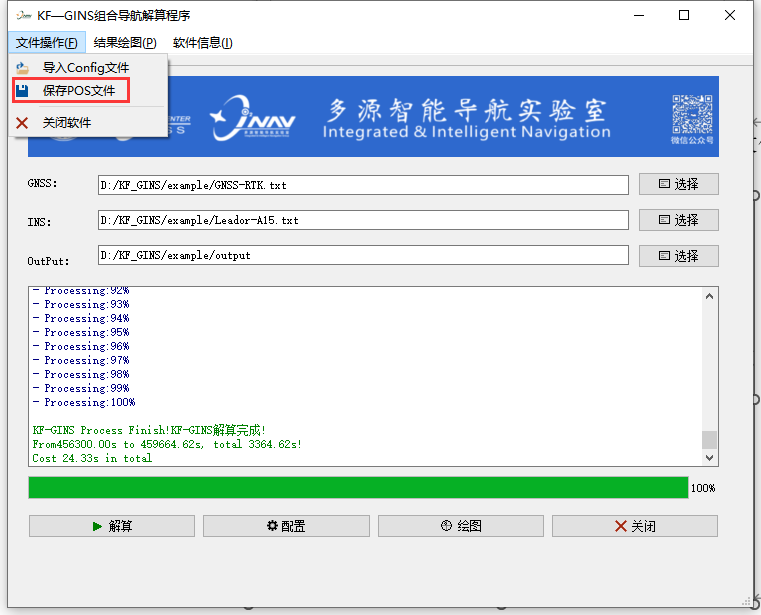 KF—GINS组合导航解算程序
文件操作(F) 结果绘图(P) 软件信息(I)
导入Config文件
保存POS文件
关闭软件
ENTER
S S
JNAV
多源智能导航实验室
Integrated & Intelligent Navigation
微信公众号
GNSS: D:/KF_GINS/example/GNSS-RTK.txt 选择
INS: D:/KF_GINS/example/Leador-A15.txt 选择
OutPut: D:/KF_GINS/example/output 选择
- Processing:92%
- Processing:93%
- Processing:94%
- Processing:95%
- Processing:96%
- Processing:97%
- Processing:98%
- Processing:99%
- Processing:100%
KF-GINS Process Finish!KF-GINS解算完成!
From456300.00s to 459664.62s, total 3364.62s!
Cost 24.33s in total
100%
解算 配置 绘图 关闭